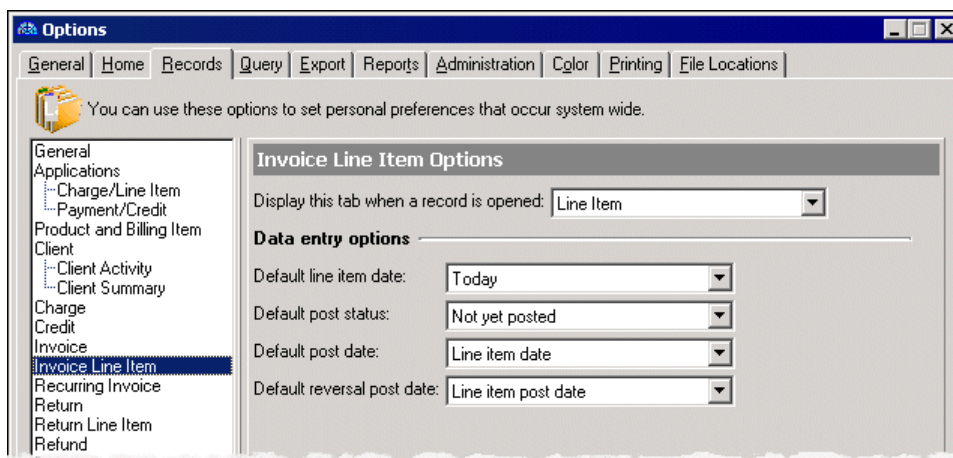 Options
General Home Records Query Export Reports Administration Color Printing File Locations
You can use these options to set personal preferences that occur system wide.
General
Applications
Charge/Line Item
Payment/Credit
Product and Billing Item
Client
Client Activity
Client Summary
Charge
Credit
Invoice
Invoice Line Item
Recurring Invoice
Return
Return Line Item
Refund
Invoice Line Item Options
Display this tab when a record is opened: Line Item
Data entry options
Default line item date: Today
Default post status: Not yet posted
Default post date: Line item date
Default reversal post date: Line item post date